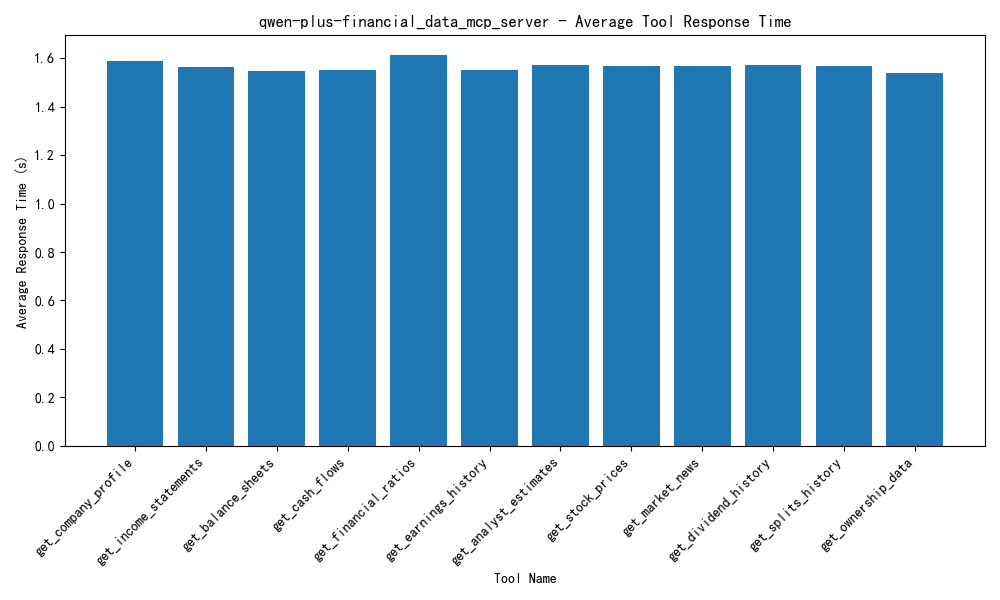 qwen-plus-financial_data_mcp_server - Average Tool Response Time
Average Response Time (s)
1.6
1.4
1.2
1.0
0.8
0.6
0.4
0.2
0.0
get_company_profile
get_income_statements
get_balance_sheets
get_cash_flows
get_financial_ratios
get_earnings_history
get_analyst_estimates
get_stock_prices
get_market_news
get_dividend_history
get_splits_history
get_ownership_data
Tool Name